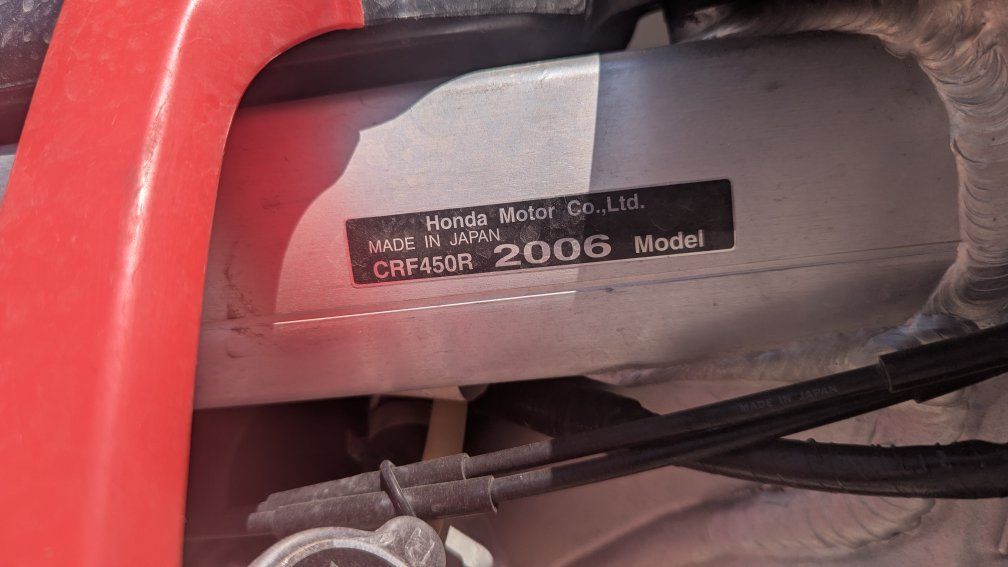 Honda Motor Co.,Ltd.
MADE IN JAPAN
CRF450R 2006 Model
MADE IN JAPAN